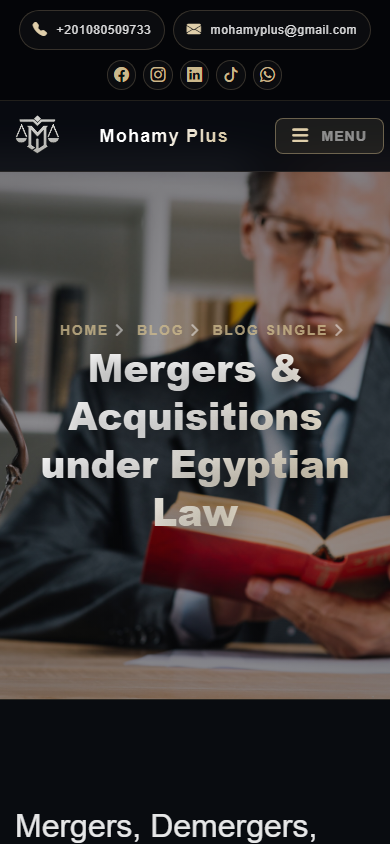 +201080509733
mohamyplus@gmail.com
Mohamy Plus
MENU
HOME > BLOG > BLOG SINGLE >
Mergers &
Acquisitions
under Egyptian
Law
Mergers, Demergers,